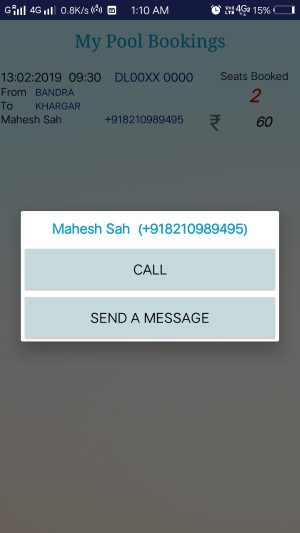 G 4G 0.8K/s 1:10 AM 4G2 15%
My Pool Bookings
13:02:2019 09:30 DL00XX 0000 Seats Booked
From BANDRA 2
To KHARGAR
Mahesh Sah +918210989495 ₹ 60
Mahesh Sah (+918210989495)
CALL
SEND A MESSAGE